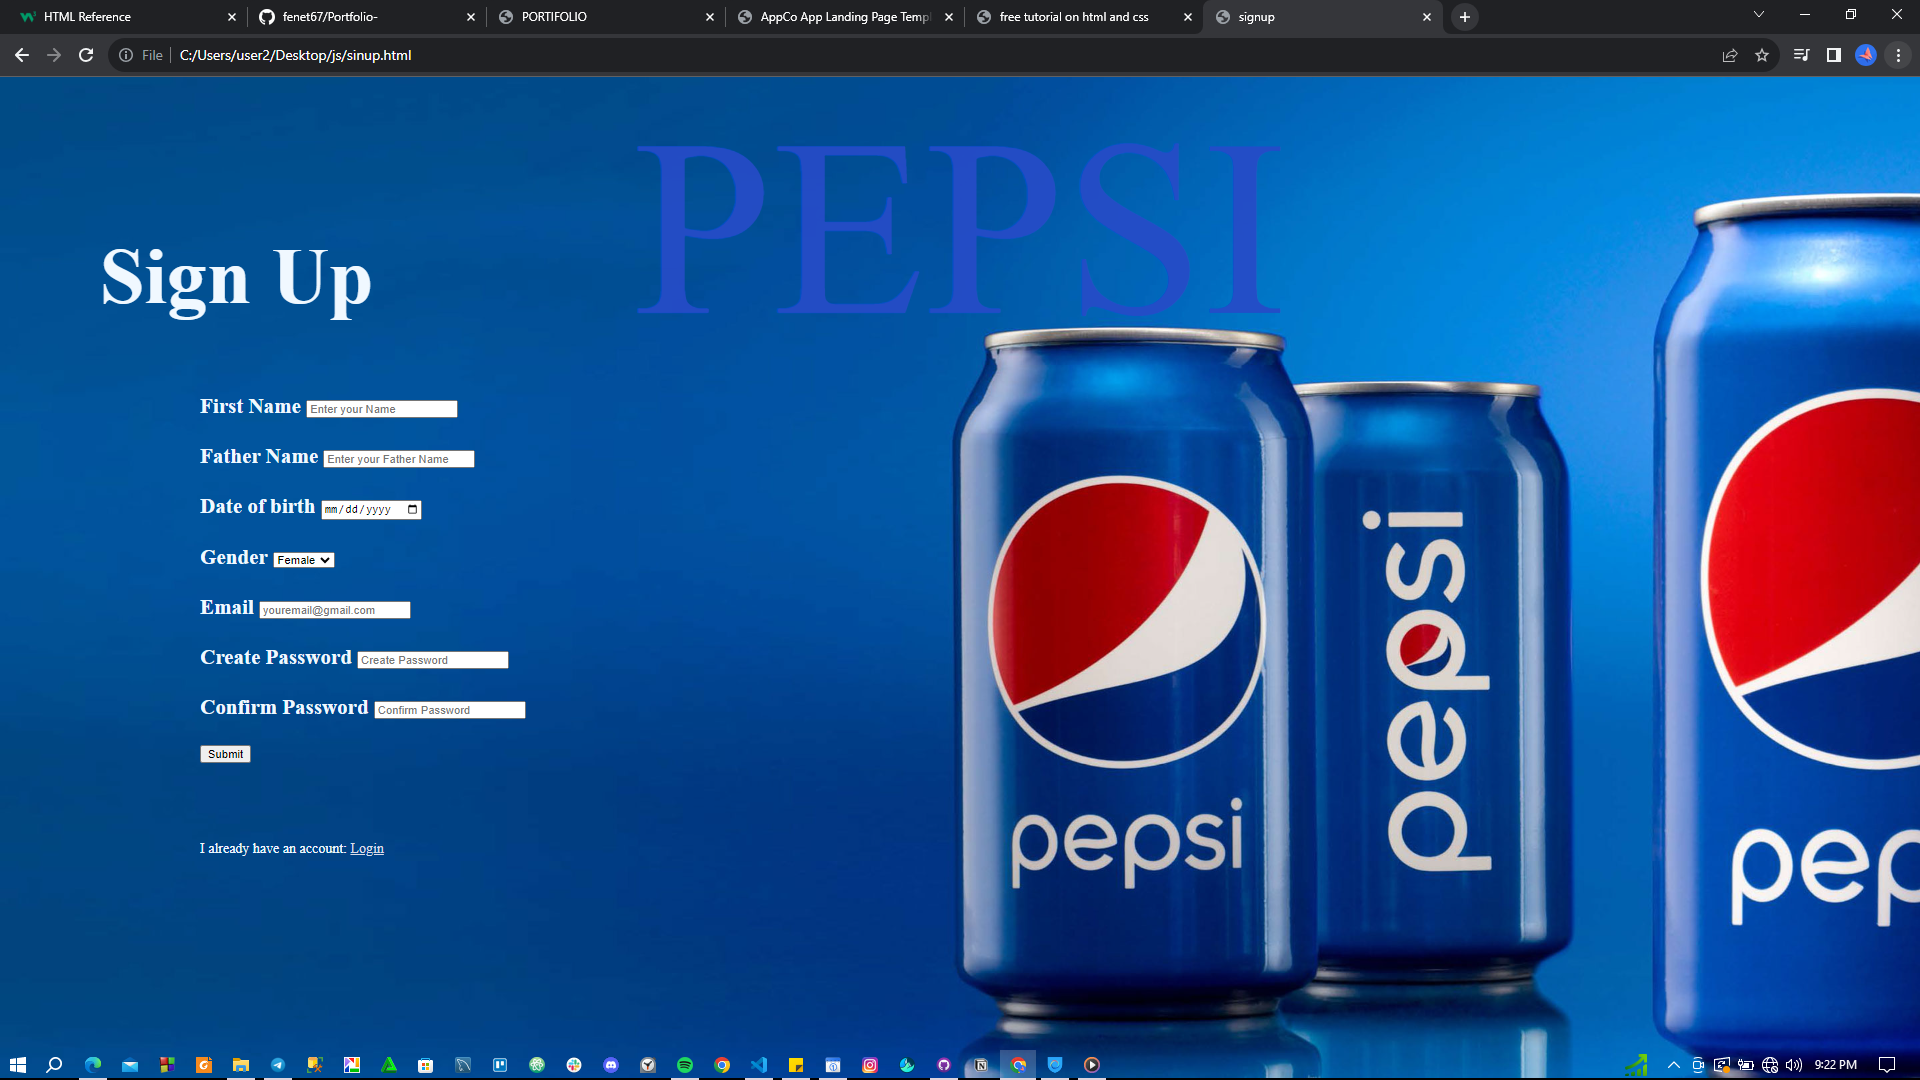 HTML Reference
fenet67/Portfolio-
PORTIFOLIO
AppCo App Landing Page Templ
free tutorial on html and css
signup
File
C:/Users/user2/Desktop/js/sinup.html
PEPSI
Sign Up
First Name Enter your Name
Father Name Enter your Father Name
Date of birth mm/dd/yyyy
Gender Female
Email youremail@gmail.com
Create Password Create Password
Confirm Password Confirm Password
Submit
I already have an account: Login
pepsi
pepsi
pep
9:22 PM